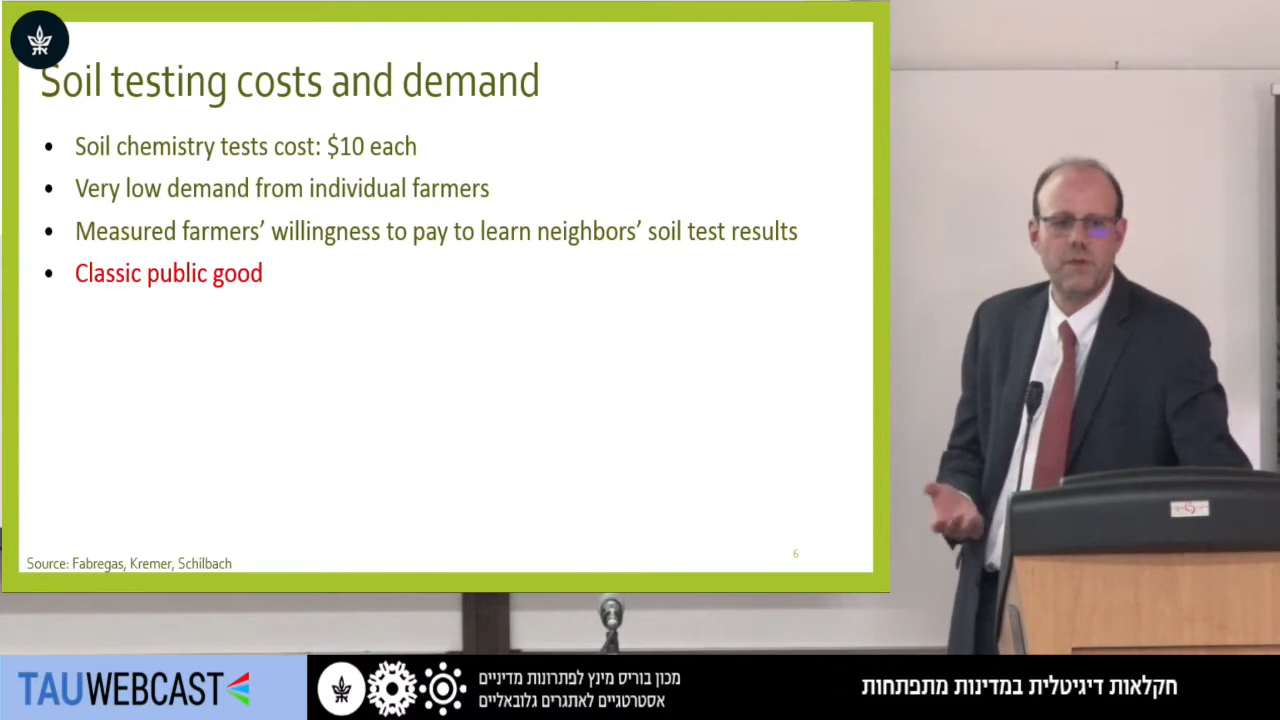 Soil testing costs and demand
• Soil chemistry tests cost: $10 each
• Very low demand from individual farmers
• Measured farmers’ willingness to pay to learn neighbors’ soil test results
• Classic public good
6
Source: Fabregas, Kremer, Schilbach
TAUWEBCAST
מכון בוריס מינץ לפתרונות מדיניים
אסטרטגיים לאתגרים גלובאליים
חקלאות דיגיטלית במדינות מתפתחות